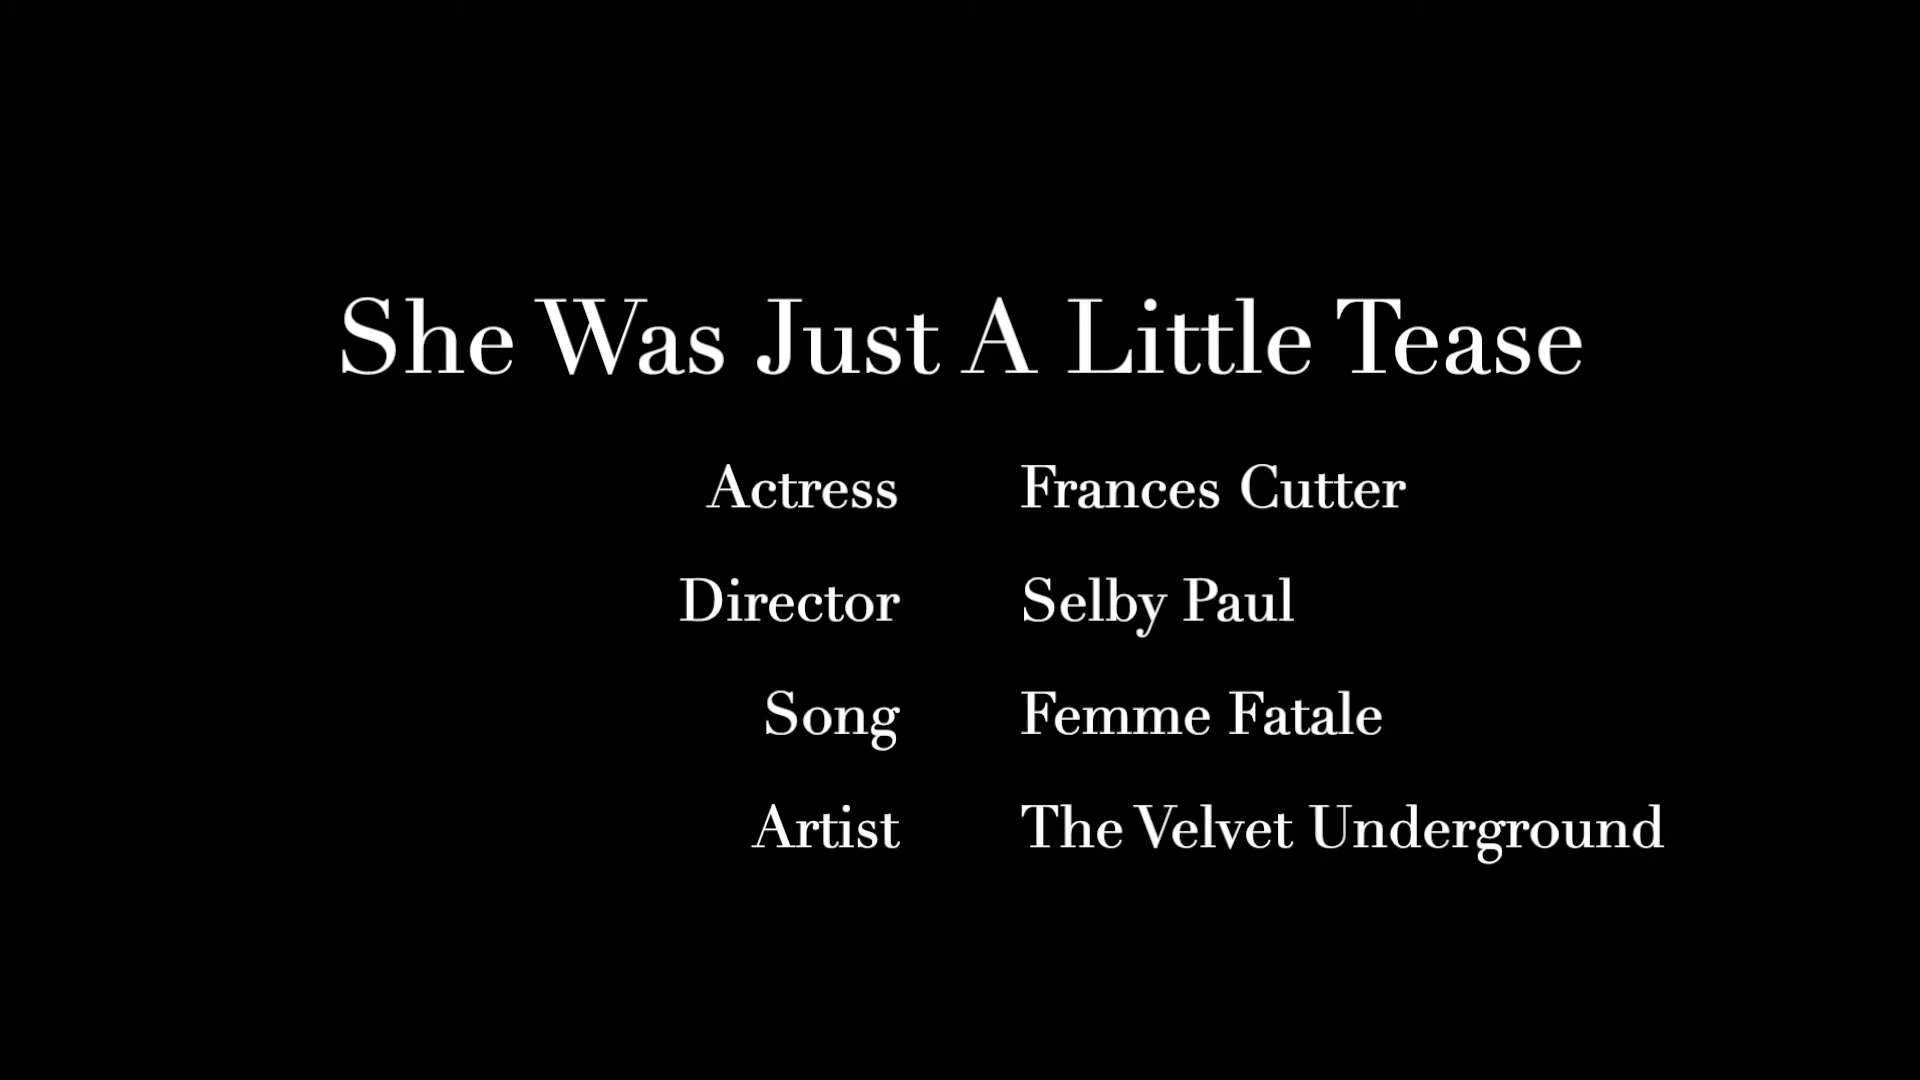 She Was Just A Little Tease
Actress Frances Cutter
Director Selby Paul
Song Femme Fatale
Artist The Velvet Underground